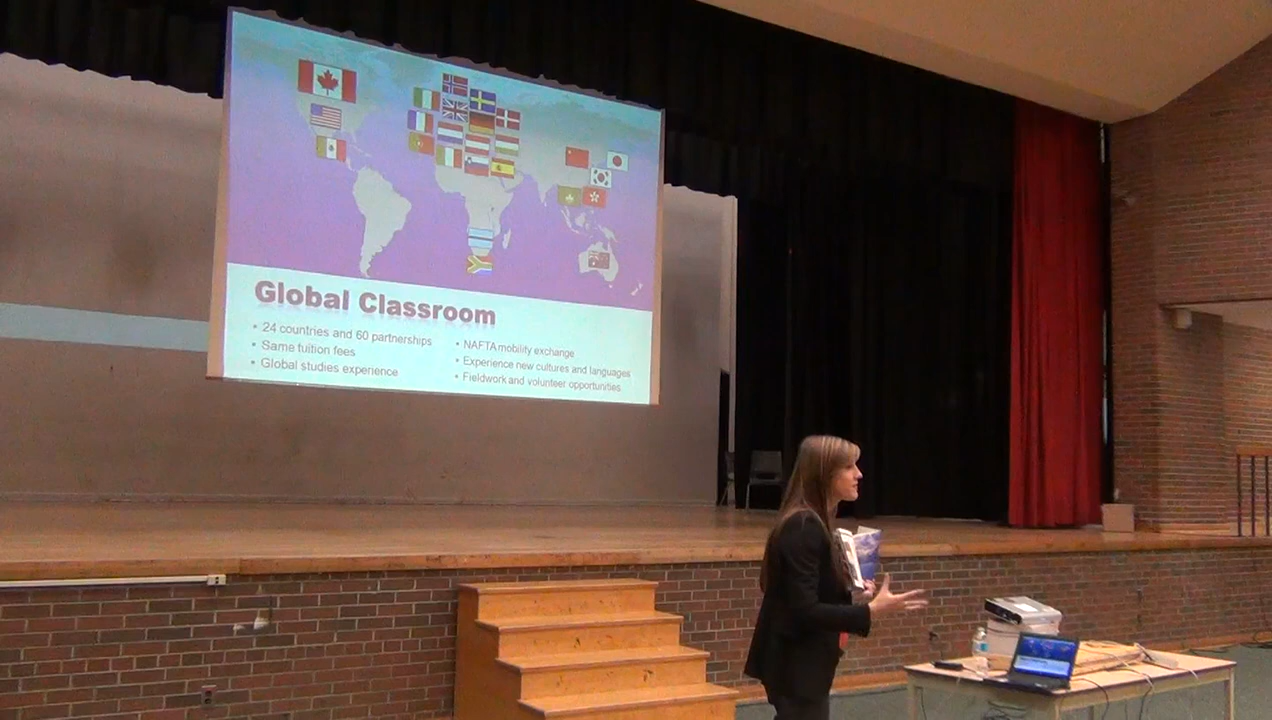 Global Classroom
• 24 countries and 60 partnerships
• Same tuition fees
• Global studies experience
• NAFTA mobility exchange
• Experience new cultures and languages
• Fieldwork and volunteer opportunities